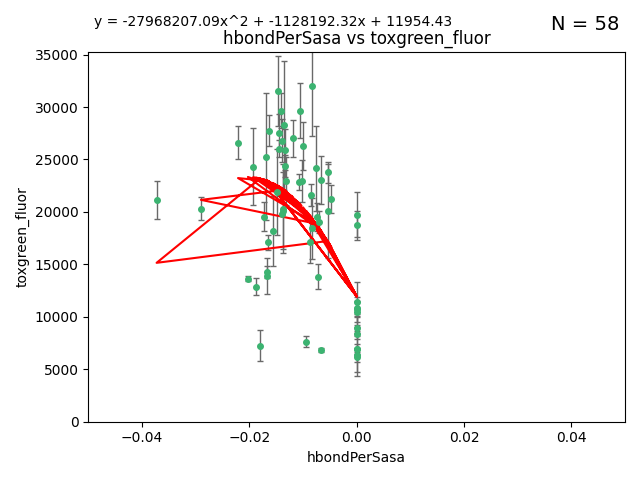 y = -27968207.09x^2 + -1128192.32x + 11954.43
N = 58
hbondPerSasa vs toxgreen_fluor
35000
30000
25000
20000
15000
10000
5000
0
toxgreen_fluor
−0.04
−0.02
0.00
0.02
0.04
hbondPerSasa